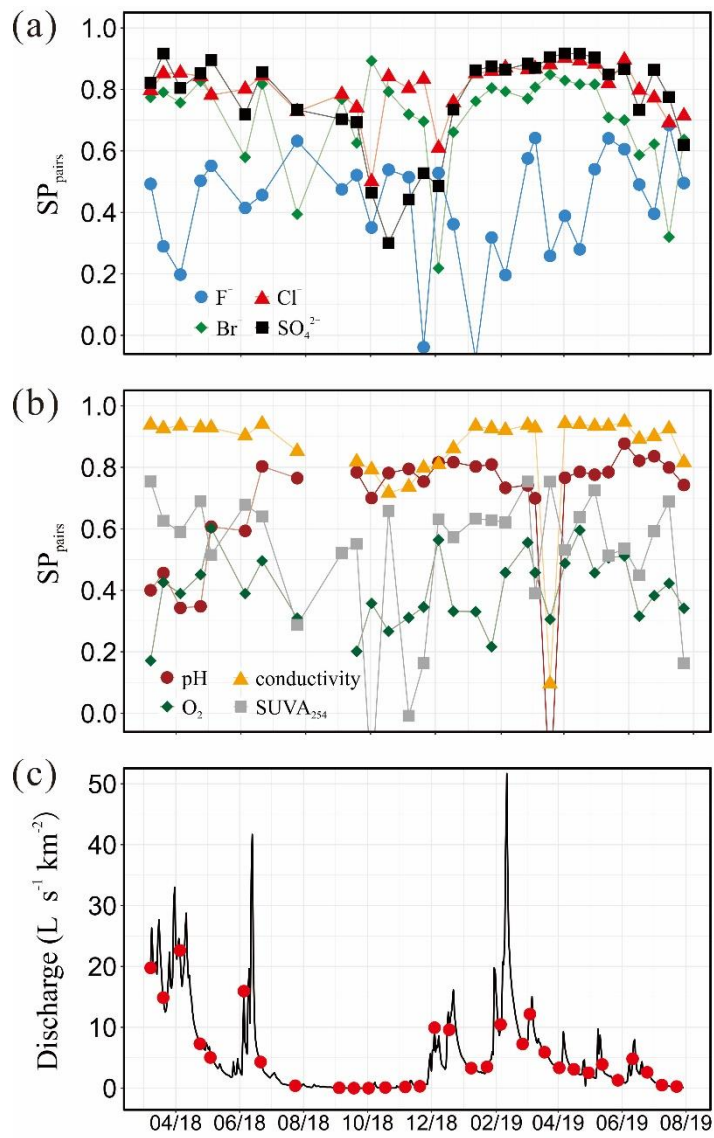 (a)
1.0
0.8
0.6
0.4
0.2
0.0
SP_pairs
F⁻ Cl⁻
Br⁻ SO₄²⁻
(b)
1.0
0.8
0.6
0.4
0.2
0.0
SP_pairs
pH conductivity
O₂ SUVA₂₅₄
(c)
50
40
30
20
10
0
Discharge (L s⁻¹ km⁻²)
04/18 06/18 08/18 10/18 12/18 02/19 04/19 06/19 08/19